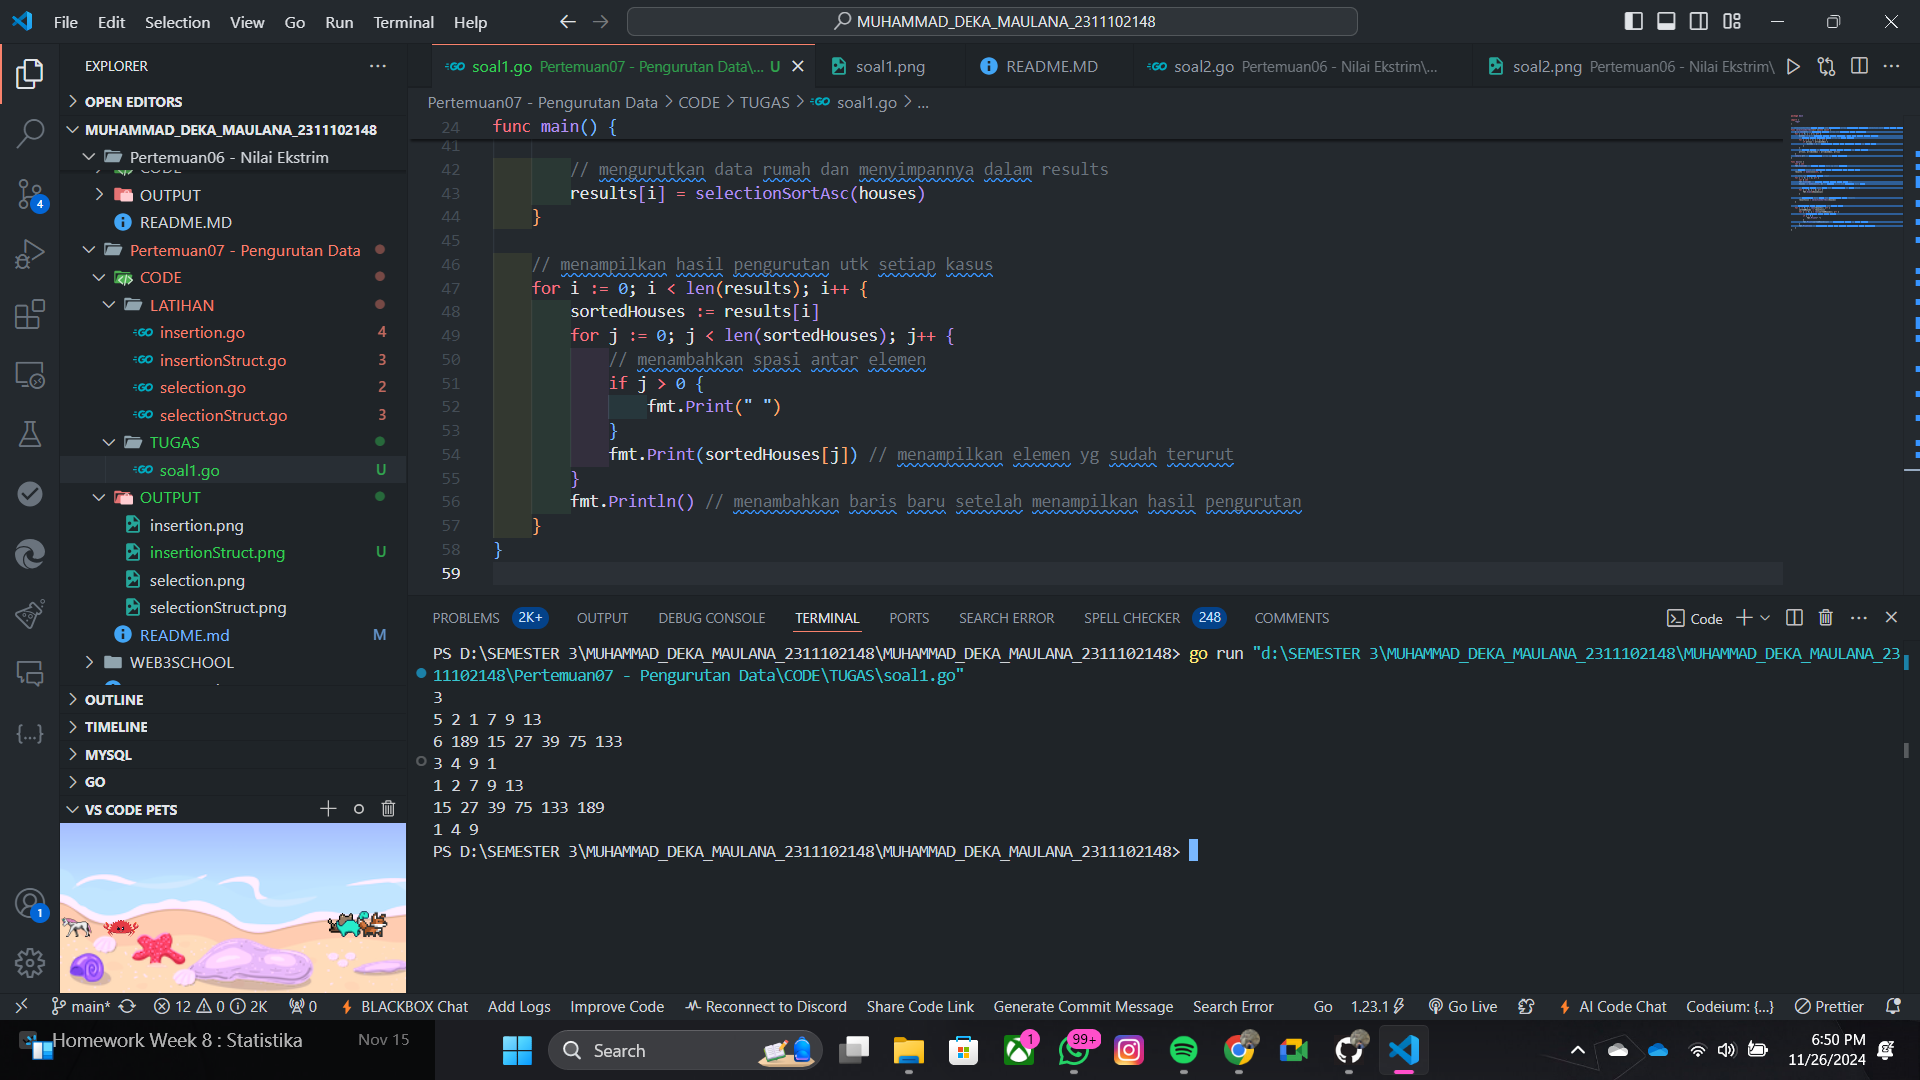 File Edit Selection View Go Run Terminal Help
MUHAMMAD_DEKA_MAULANA_2311102148
EXPLORER
soal1.go Pertemuan07 - Pengurutan Data\... U
soal1.png
README.MD
soal2.go Pertemuan06 - Nilai Ekstrim\...
soal2.png Pertemuan06 - Nilai Ekstrim\
OPEN EDITORS
MUHAMMAD_DEKA_MAULANA_2311102148
Pertemuan06 - Nilai Ekstrim
CODE
OUTPUT
README.MD
Pertemuan07 - Pengurutan Data
CODE
LATIHAN
insertion.go 4
insertionStruct.go 3
selection.go 2
selectionStruct.go 3
TUGAS
soal1.go U
OUTPUT
insertion.png
insertionStruct.png U
selection.png
selectionStruct.png
README.md M
WEB3SCHOOL
OUTLINE
TIMELINE
MYSQL
GO
VS CODE PETS
4
1
Pertemuan07 - Pengurutan Data > CODE > TUGAS > soal1.go > ...
24 func main() {
41
42 // mengurutkan data rumah dan menyimpannya dalam results
43 results[i] = selectionSortAsc(houses)
44 }
45
46 // menampilkan hasil pengurutan utk setiap kasus
47 for i := 0; i < len(results); i++ {
48 sortedHouses := results[i]
49 for j := 0; j < len(sortedHouses); j++ {
50 // menambahkan spasi antar elemen
51 if j > 0 {
52 fmt.Print(" ")
53 }
54 fmt.Print(sortedHouses[j]) // menampilkan elemen yg sudah terurut
55 }
56 fmt.Println() // menambahkan baris baru setelah menampilkan hasil pengurutan
57 }
58 }
59
PROBLEMS 2K+ OUTPUT DEBUG CONSOLE TERMINAL PORTS SEARCH ERROR SPELL CHECKER 248 COMMENTS
Code
PS D:\SEMESTER 3\MUHAMMAD_DEKA_MAULANA_2311102148\MUHAMMAD_DEKA_MAULANA_2311102148> go run "d:\SEMESTER 3\MUHAMMAD_DEKA_MAULANA_2311102148\MUHAMMAD_DEKA_MAULANA_23
11102148\Pertemuan07 - Pengurutan Data\CODE\TUGAS\soal1.go"
3
5 2 1 7 9 13
6 189 15 27 39 75 133
3 4 9 1
1 2 7 9 13
15 27 39 75 133 189
1 4 9
PS D:\SEMESTER 3\MUHAMMAD_DEKA_MAULANA_2311102148\MUHAMMAD_DEKA_MAULANA_2311102148>
main* 12 0 2K 0 BLACKBOX Chat Add Logs Improve Code Reconnect to Discord Share Code Link Generate Commit Message Search Error Go 1.23.1 Go Live AI Code Chat Codeium: {...} Prettier
Homework Week 8 : Statistika Nov 15
Search
1
99+
6:50 PM
11/26/2024